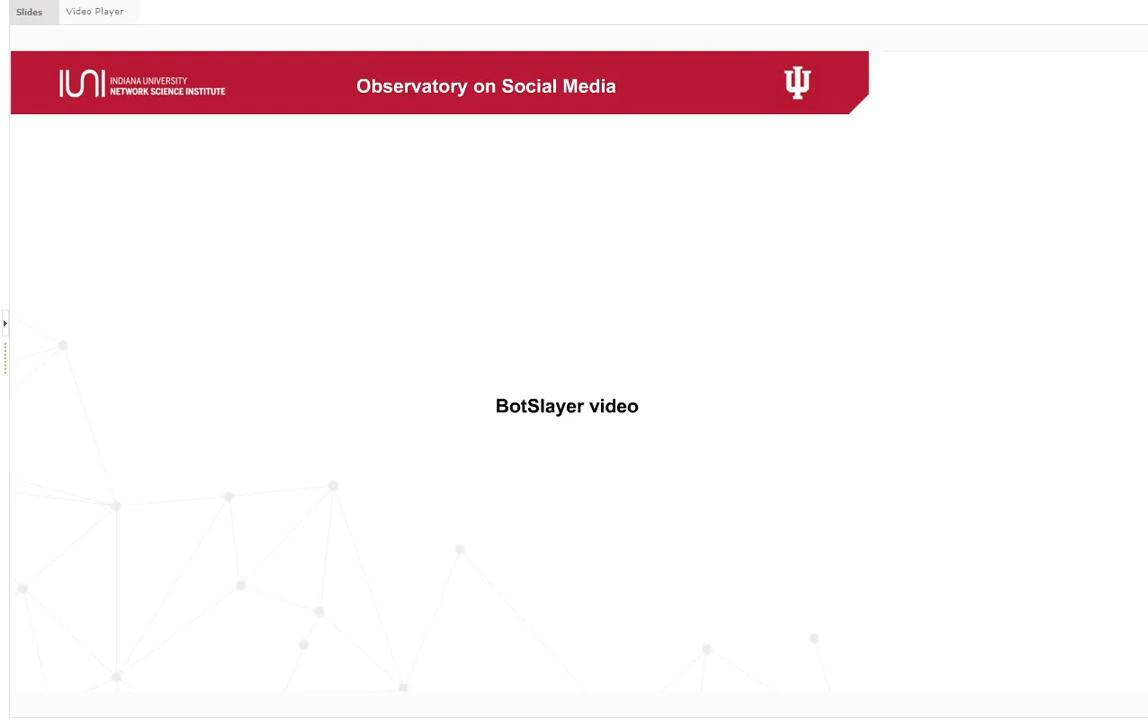 Slides
Video Player
INDIANA UNIVERSITY
NETWORK SCIENCE INSTITUTE
Observatory on Social Media
BotSlayer video